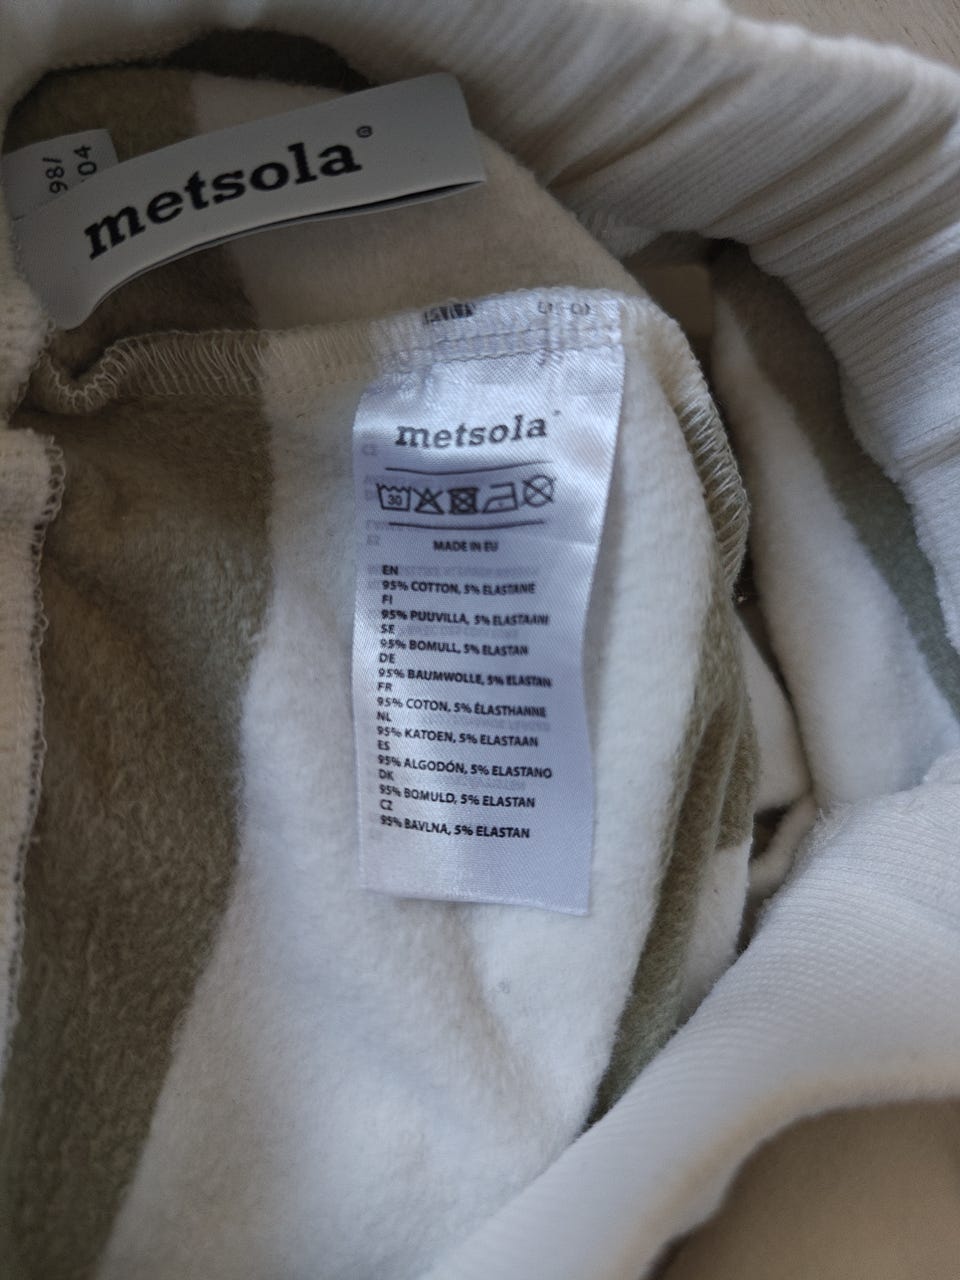 98/
metsola®
metsola
30
MADE IN EU
EN
95% COTTON, 5% ELASTANE
FI
95% PUUVILLA, 5% ELASTAANI
SE
95% BOMULL, 5% ELASTAN
DE
95% BAUMWOLLE, 5% ELASTAN
FR
95% COTON, 5% ÉLASTHANNE
NL
95% KATOEN, 5% ELASTAAN
ES
95% ALGODÓN, 5% ELASTANO
DK
95% BOMULD, 5% ELASTAN
CZ
95% BAVLNA, 5% ELASTAN